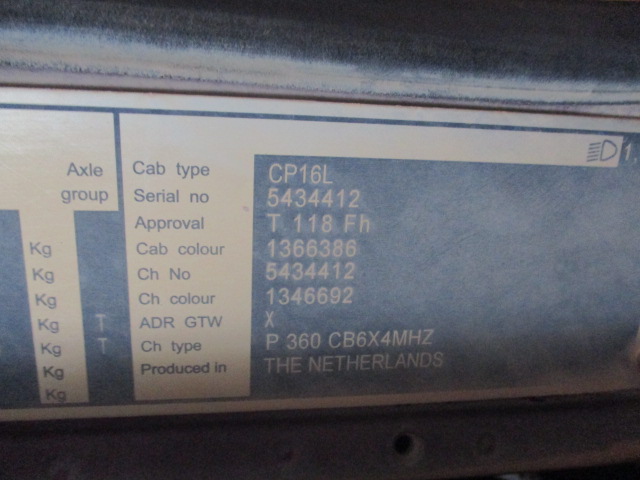 1.
Axle
group
Cab type CP16L
Serial no 5434412
Approval T 118 Fh
Kg Cab colour 1366386
Kg Ch No 5434412
Kg Ch colour 1346692
Kg T ADR GTW X
Kg T Ch type P 360 CB6X4MHZ
Kg Produced in THE NETHERLANDS
Kg